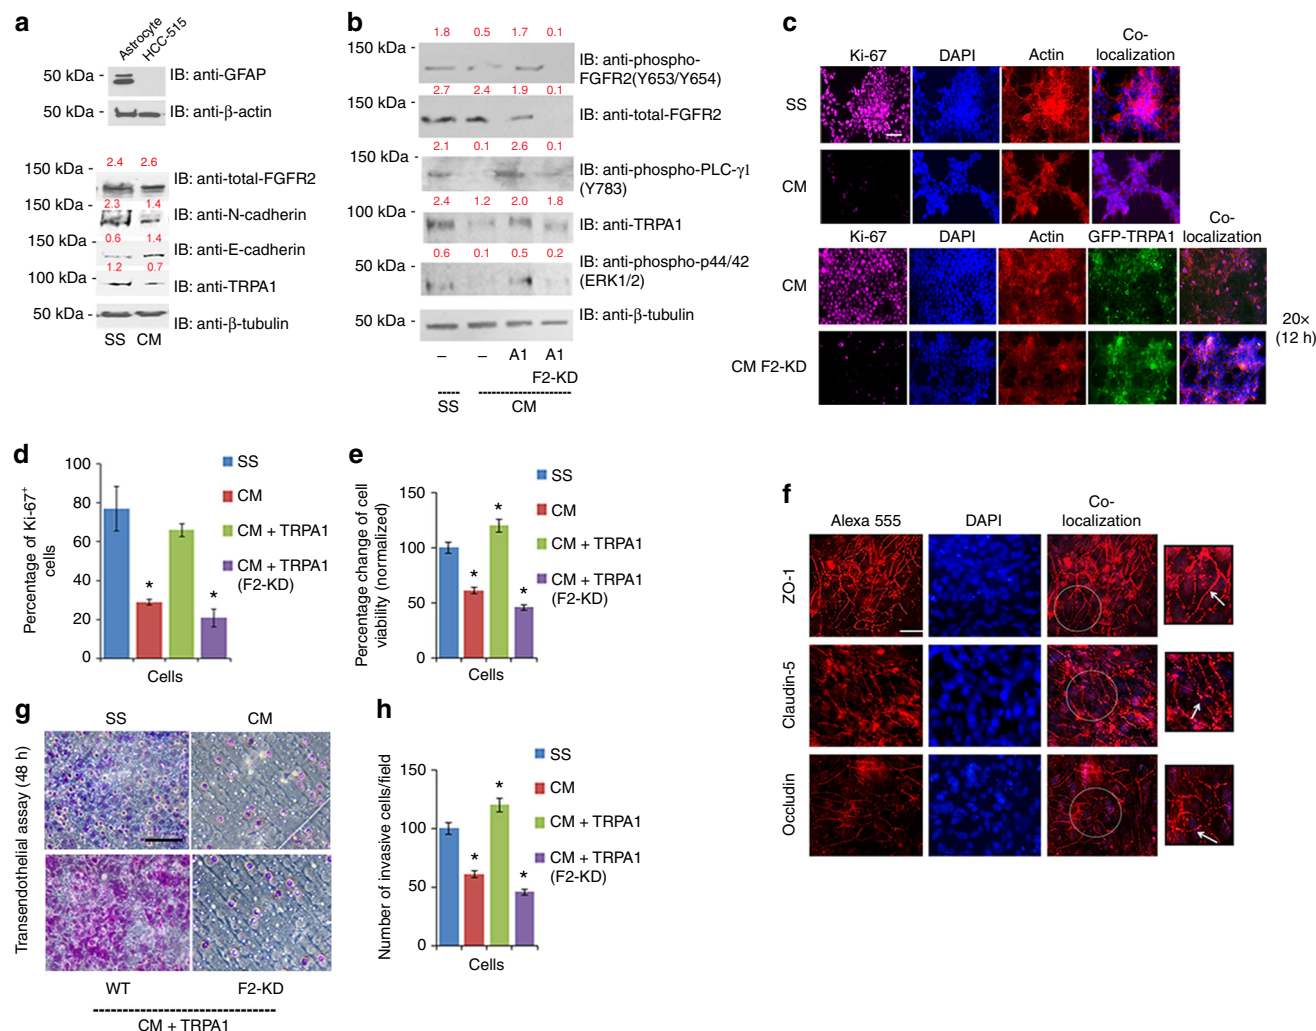 a
Astrocyte
HCC-515
50 kDa -
IB: anti-GFAP
50 kDa -
IB: anti-β-actin
2.4 2.6
150 kDa -
IB: anti-total-FGFR2
150 kDa -
2.3 1.4
IB: anti-N-cadherin
0.6 1.4
150 kDa -
IB: anti-E-cadherin
1.2 0.7
100 kDa -
IB: anti-TRPA1
50 kDa -
IB: anti-β-tubulin
SS CM
b
1.8 0.5 1.7 0.1
150 kDa -
IB: anti-phospho-
FGFR2(Y653/Y654)
2.7 2.4 1.9 0.1
150 kDa -
IB: anti-total-FGFR2
2.1 0.1 2.6 0.1
150 kDa -
IB: anti-phospho-PLC-γ1
(Y783)
2.4 1.2 2.0 1.8
100 kDa -
IB: anti-TRPA1
0.6 0.1 0.5 0.2
50 kDa -
IB: anti-phospho-p44/42
(ERK1/2)
50 kDa -
IB: anti-β-tubulin
– – A1 A1
F2-KD
SS CM
c
Ki-67 DAPI Actin Co-
localization
SS
CM
Ki-67 DAPI Actin GFP-TRPA1 Co-
localization
CM
CM F2-KD
20×
(12 h)
d
Percentage of Ki-67+
cells
100
80
60
40
20
0
*
*
Cells
SS
CM
CM + TRPA1
CM + TRPA1
(F2-KD)
e
Percentage change of cell
viability (normalized)
150
100
50
0
*
*
*
Cells
SS
CM
CM + TRPA1
CM + TRPA1
(F2-KD)
f
Alexa 555 DAPI Co-
localization
ZO-1
Claudin-5
Occludin
g
SS CM
Transendothelial assay (48 h)
WT F2-KD
CM + TRPA1
h
Number of invasive cells/field
150
100
50
0
*
*
*
Cells
SS
CM
CM + TRPA1
CM + TRPA1
(F2-KD)